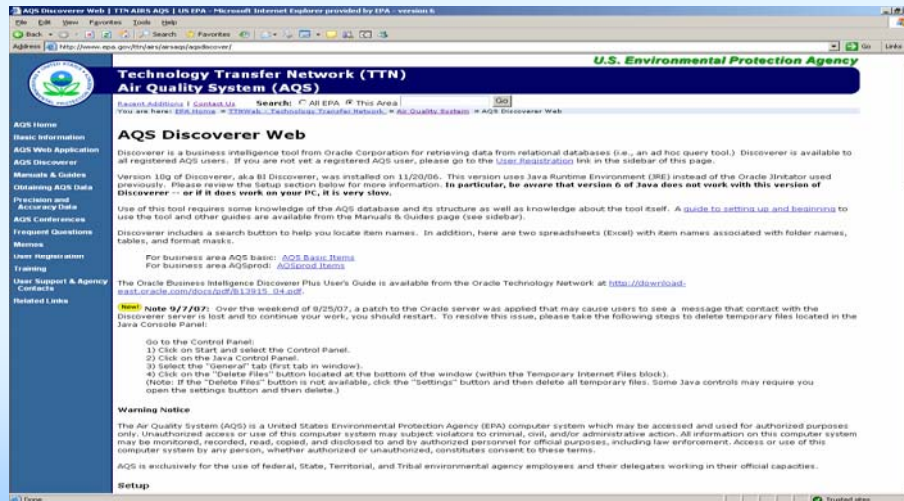 AQS Discoverer Web | TTN AIRS AQS | US EPA - Microsoft Internet Explorer provided by EPA - version 6
File Edit View Favorites Tools Help
Back Search Favorites
Address http://www.epa.gov/ttn/airs/airsaqs/aqsdiscover/ Go Links
U.S. Environmental Protection Agency
Technology Transfer Network (TTN)
Air Quality System (AQS)
Recent Additions | Contact Us Search: All EPA This Area Go
You are here: EPA Home » TTNWeb - Technology Transfer Network » Air Quality System » AQS Discoverer Web
AQS Home
Basic Information
AQS Web Application
AQS Discoverer
Manuals & Guides
Obtaining AQS Data
Precision and
Accuracy Data
AQS Conferences
Frequent Questions
Memos
User Registration
Training
User Support & Agency
Contacts
Related Links
AQS Discoverer Web
Discoverer is a business intelligence tool from Oracle Corporation for retrieving data from relational databases (i.e., an ad hoc query tool.) Discoverer is available to
all registered AQS users. If you are not yet a registered AQS user, please go to the User Registration link in the sidebar of this page.
Version 10g of Discoverer, aka BI Discoverer, was installed on 11/20/06. This version uses Java Runtime Environment (JRE) instead of the Oracle JInitator used
previously. Please review the Setup section below for more information. In particular, be aware that version 6 of Java does not work with this version of
Discoverer -- or if it does work on your PC, it is very slow.
Use of this tool requires some knowledge of the AQS database and its structure as well as knowledge about the tool itself. A guide to setting up and beginning to
use the tool and other guides are available from the Manuals & Guides page (see sidebar).
Discoverer includes a search button to help you locate item names. In addition, here are two spreadsheets (Excel) with item names associated with folder names,
tables, and format masks.
For business area AQS basic: AQS Basic Items
For business area AQSprod: AQSprod Items
The Oracle Business Intelligence Discoverer Plus User's Guide is available from the Oracle Technology Network at http://download-
east.oracle.com/docs/pdf/B13915_04.pdf.
New! Note 9/7/07: Over the weekend of 8/25/07, a patch to the Oracle server was applied that may cause users to see a message that contact with the
Discoverer server is lost and to continue your work, you should restart. To resolve this issue, please take the following steps to delete temporary files located in the
Java Console Panel:
Go to the Control Panel:
1) Click on Start and select the Control Panel.
2) Click on the Java Control Panel.
3) Select the "General" tab (first tab in window).
4) Click on the "Delete Files" button located at the bottom of the window (within the Temporary Internet Files block).
(Note: If the "Delete Files" button is not available, click the "Settings" button and then delete all temporary files. Some Java controls may require you
open the settings button and then delete.)
Warning Notice
The Air Quality System (AQS) is a United States Environmental Protection Agency (EPA) computer system which may be accessed and used for authorized purposes
only. Unauthorized access or use of this computer system may subject violators to criminal, civil, and/or administrative action. All information on this computer system
may be monitored, recorded, read, copied, and disclosed to and by authorized personnel for official purposes, including law enforcement. Access or use of this
computer system by any person, whether authorized or unauthorized, constitutes consent to these terms.
AQS is exclusively for the use of federal, State, Territorial, and Tribal environmental agency employees and their delegates working in their official capacities.
Setup
Done
Trusted sites